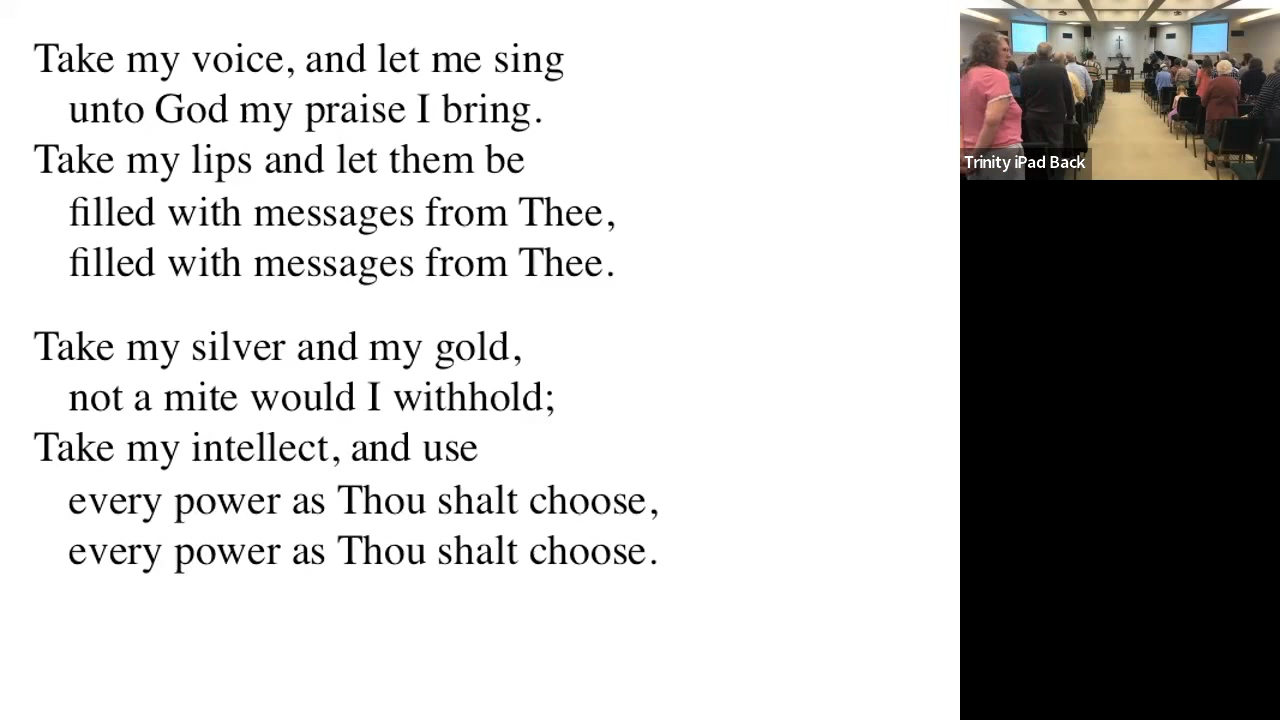 Take my voice, and let me sing
unto God my praise I bring.
Take my lips and let them be
filled with messages from Thee,
filled with messages from Thee.
Take my silver and my gold,
not a mite would I withhold;
Take my intellect, and use
every power as Thou shalt choose,
every power as Thou shalt choose.
Trinity iPad Back